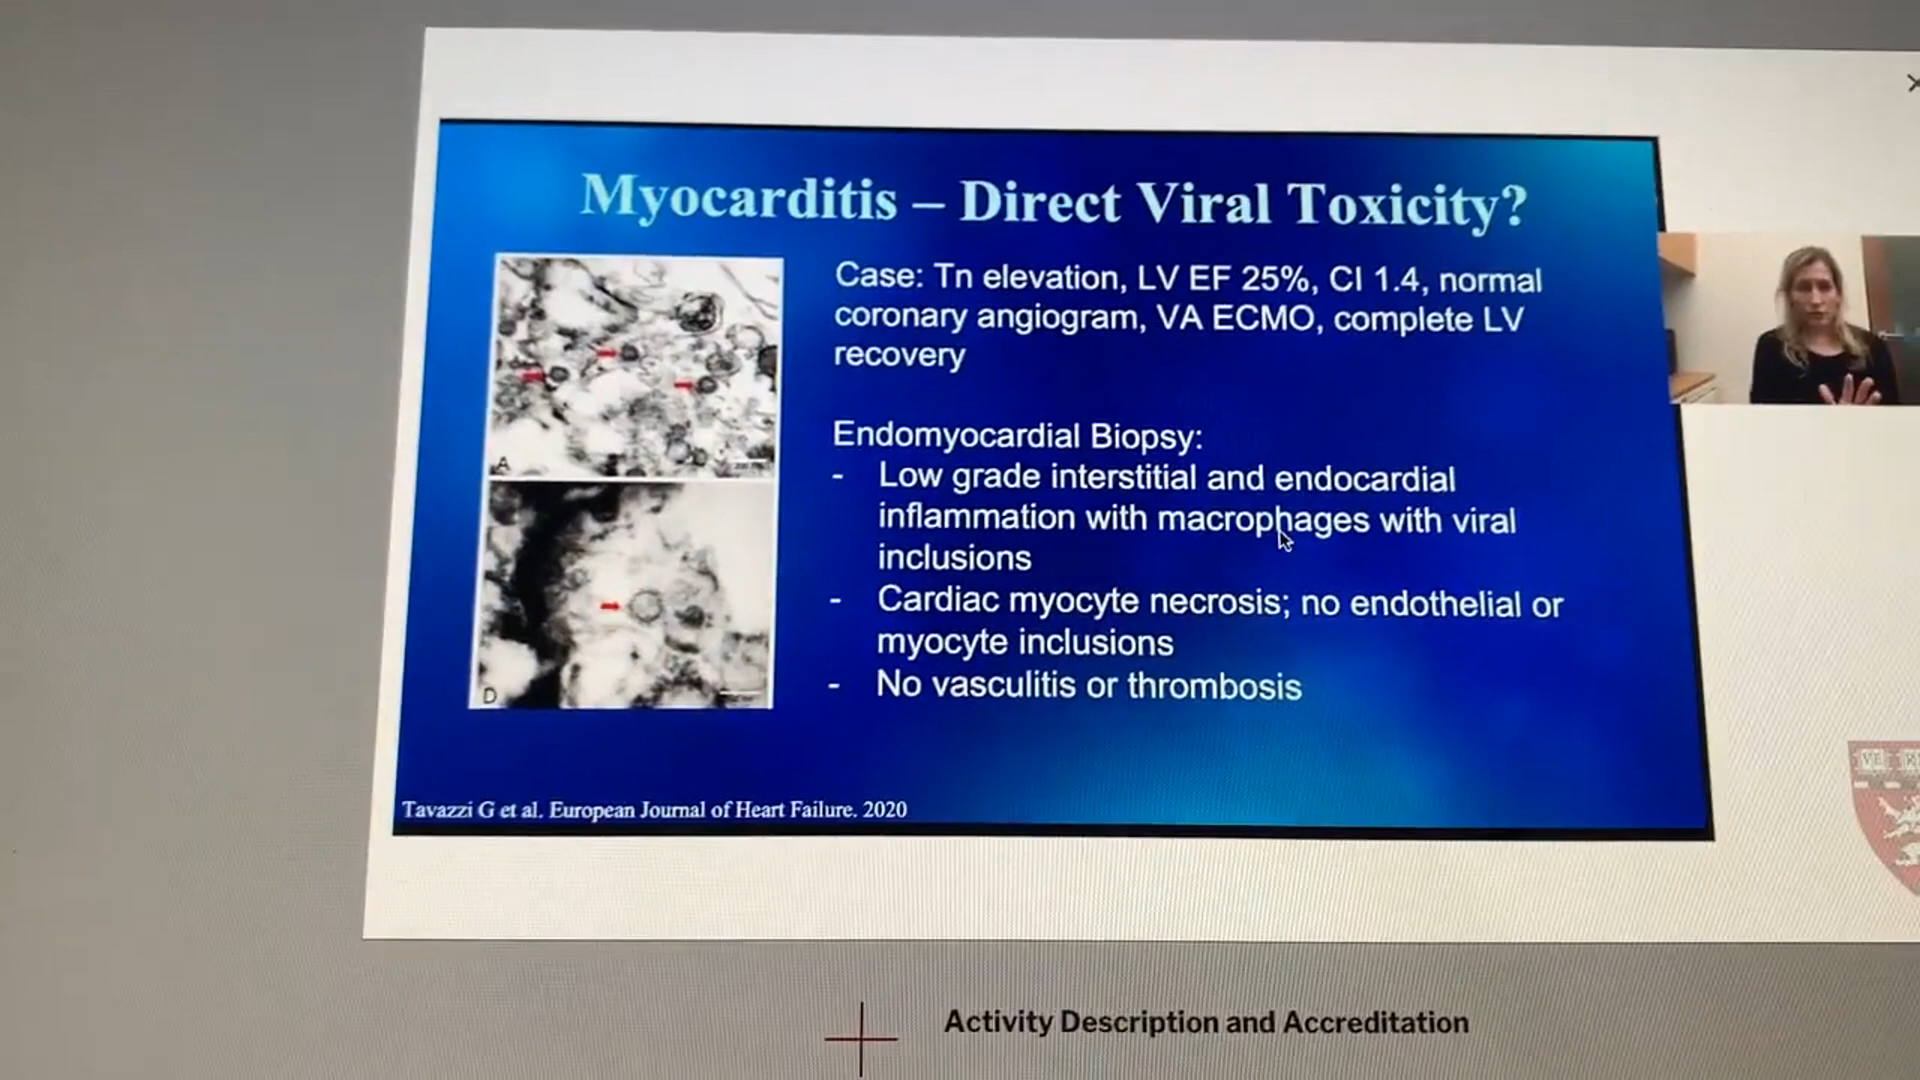 Myocarditis – Direct Viral Toxicity?
Case: Tn elevation, LV EF 25%, CI 1.4, normal
coronary angiogram, VA ECMO, complete LV
recovery
Endomyocardial Biopsy:
- Low grade interstitial and endocardial
inflammation with macrophages with viral
inclusions
- Cardiac myocyte necrosis; no endothelial or
myocyte inclusions
- No vasculitis or thrombosis
A
D
Tavazzi G et al. European Journal of Heart Failure. 2020
VE
Activity Description and Accreditation